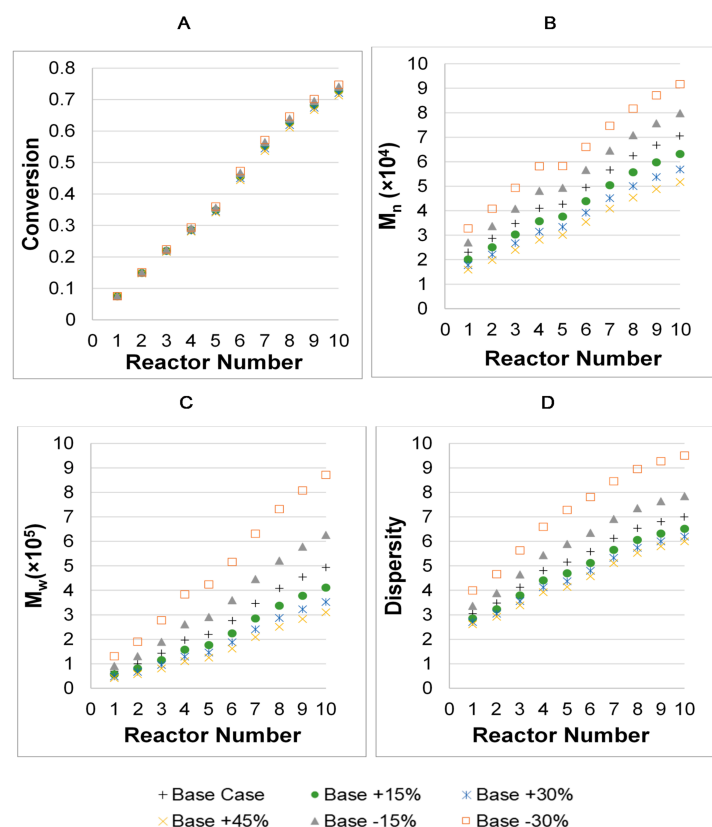 A
B
0.8
0.7
0.6
0.5
0.4
0.3
0.2
0.1
0
Conversion
0 1 2 3 4 5 6 7 8 9 10
Reactor Number
10
9
8
7
6
5
4
3
2
1
0
Mn (×10⁴)
0 1 2 3 4 5 6 7 8 9 10
Reactor Number
C
D
10
9
8
7
6
5
4
3
2
1
0
Mw(×10⁵)
0 1 2 3 4 5 6 7 8 9 10
Reactor Number
10
9
8
7
6
5
4
3
2
1
0
Dispersity
0 1 2 3 4 5 6 7 8 9 10
Reactor Number
Base Case Base +15% Base +30%
Base +45% Base -15% Base -30%